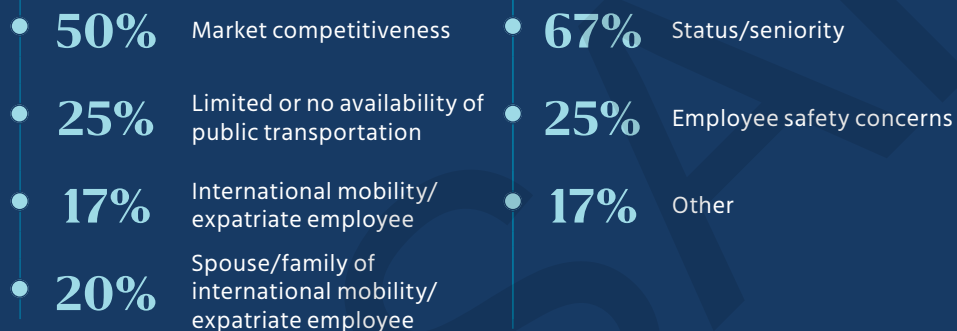 50% Market competitiveness
25% Limited or no availability of
public transportation
17% International mobility/
expatriate employee
20% Spouse/family of
international mobility/
expatriate employee
67% Status/seniority
25% Employee safety concerns
17% Other